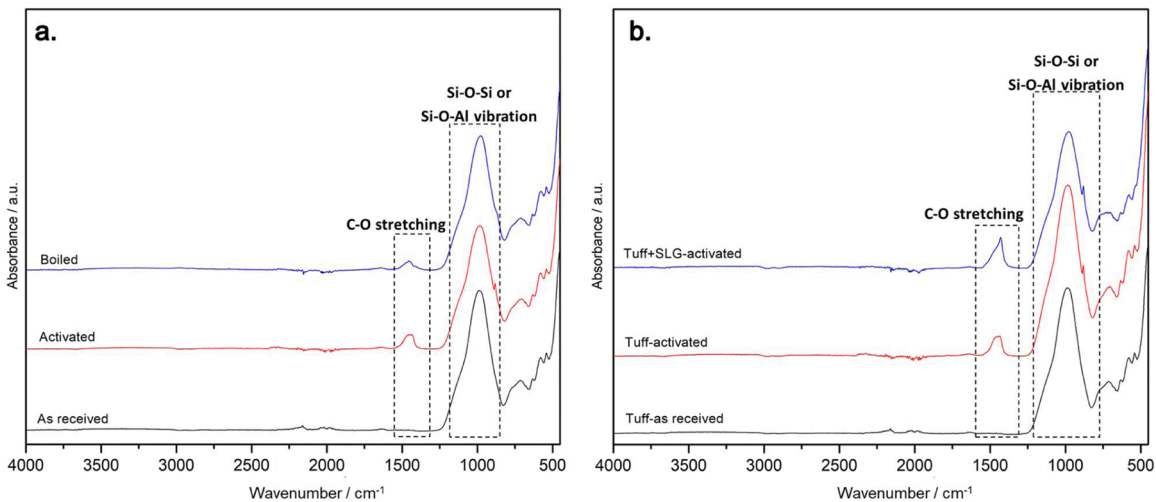 a.
Si-O-Si or
Si-O-Al vibration
C-O stretching
Boiled
Activated
As received
Absorbance / a.u.
4000 3500 3000 2500 2000 1500 1000 500
Wavenumber / cm-1
b.
Si-O-Si or
Si-O-Al vibration
C-O stretching
Tuff+SLG-activated
Tuff-activated
Tuff-as received
Absorbance / a.u.
4000 3500 3000 2500 2000 1500 1000 500
Wavenumber / cm-1